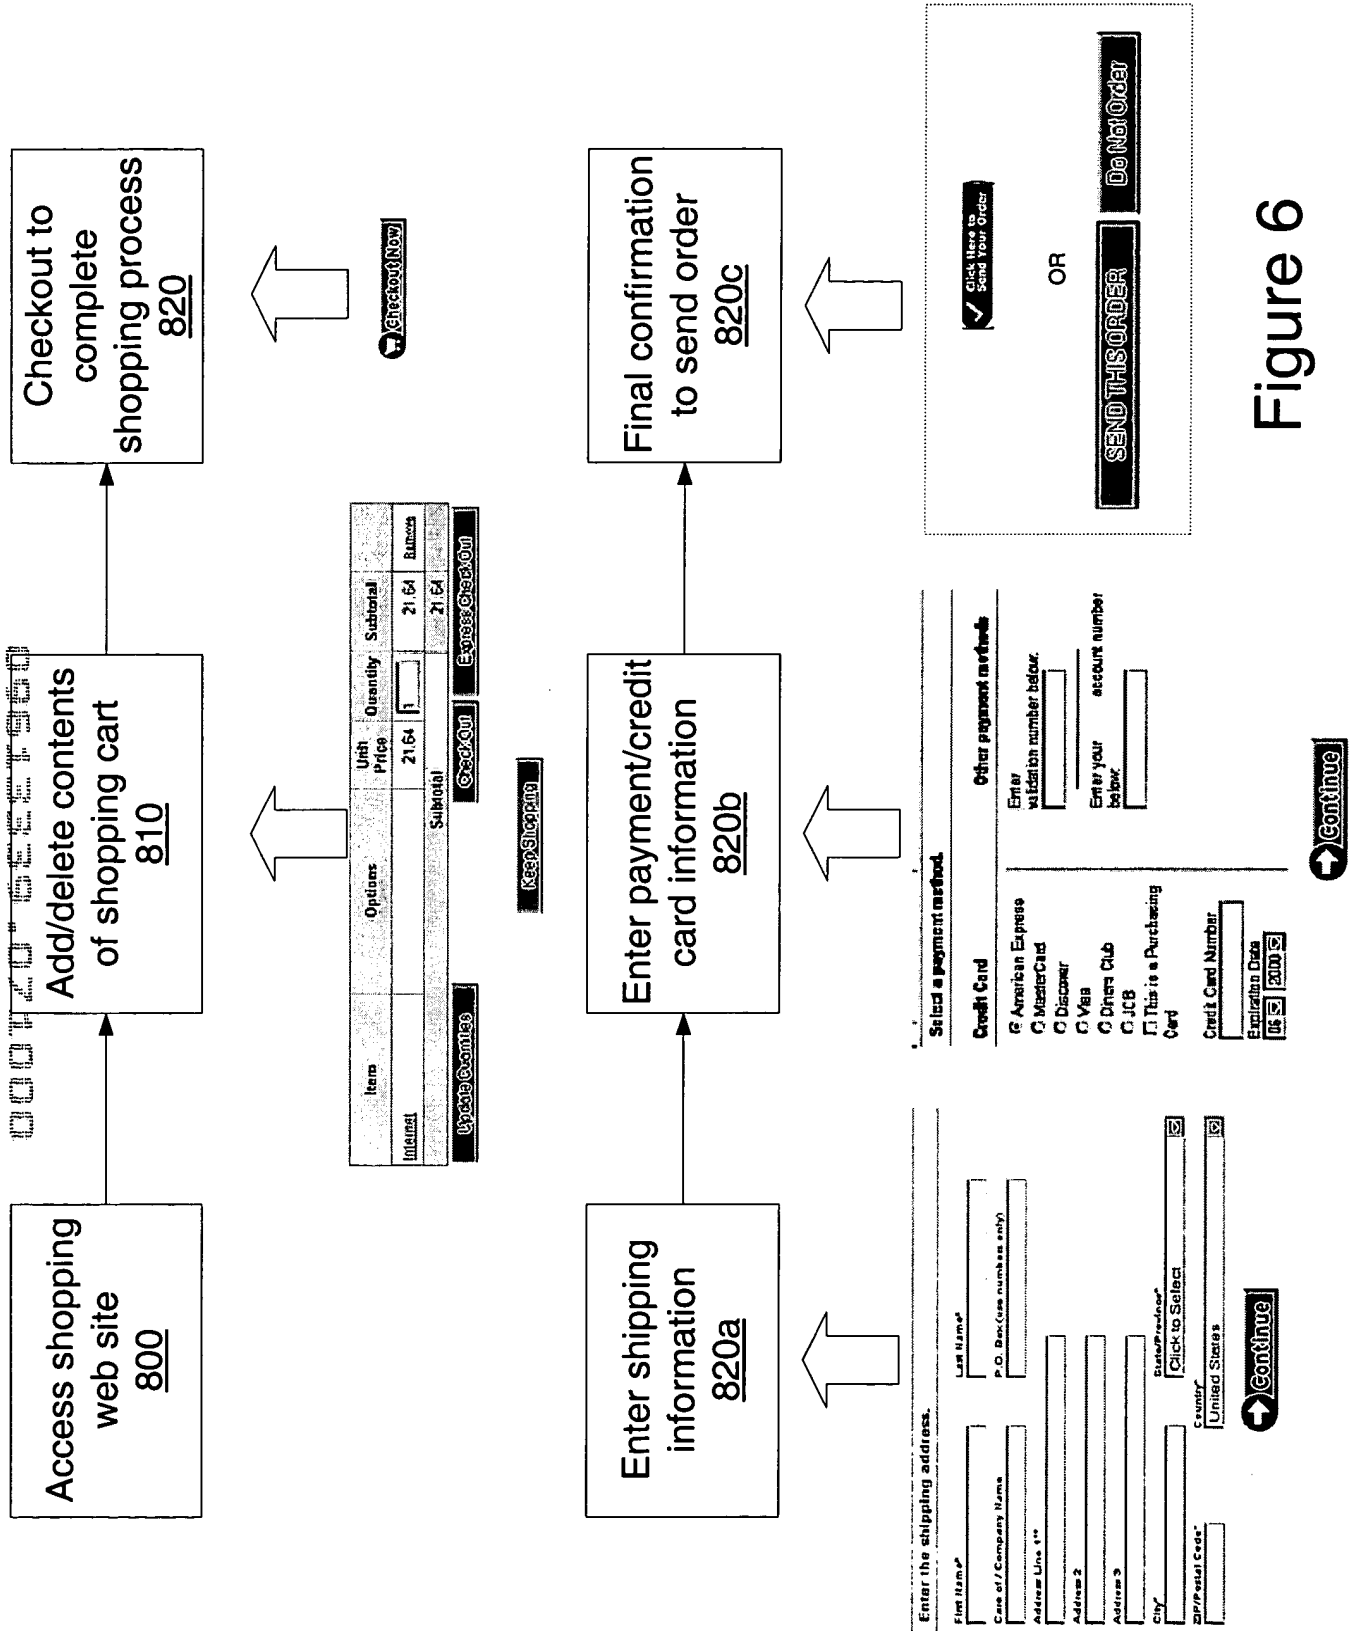 Access shopping
web site
800
Add/delete contents
of shopping cart
810
Checkout to
complete
shopping process
820
Items
Options
Unit
Price
Quantity
Subtotal
Internet
21.64
1
21.64
Remove
Subtotal
21.64
Update Quantities
Check Out
Express Check Out
Keep Shopping
Checkout Now
Enter shipping
information
820a
Enter payment/credit
card information
820b
Final confirmation
to send order
820c
Enter the shipping address.
First Name*
Last Name*
Care of / Company Name
P.O. Box (use numbers only)
Address Line 1**
Address 2
Address 3
City*
State/Province*
Click to Select
ZIP/Postal Code*
Country*
United States
Continue
Select a payment method.
Credit Card
Other payment methods
American Express
MasterCard
Discover
Visa
Diners Club
JCB
This is a Purchasing
Card
Credit Card Number
Expiration Date
06
2000
Enter
validation number below.
Enter your account number
below.
Continue
Click Here to
Send Your Order
OR
SEND THIS ORDER
Do Not Order
Figure 6